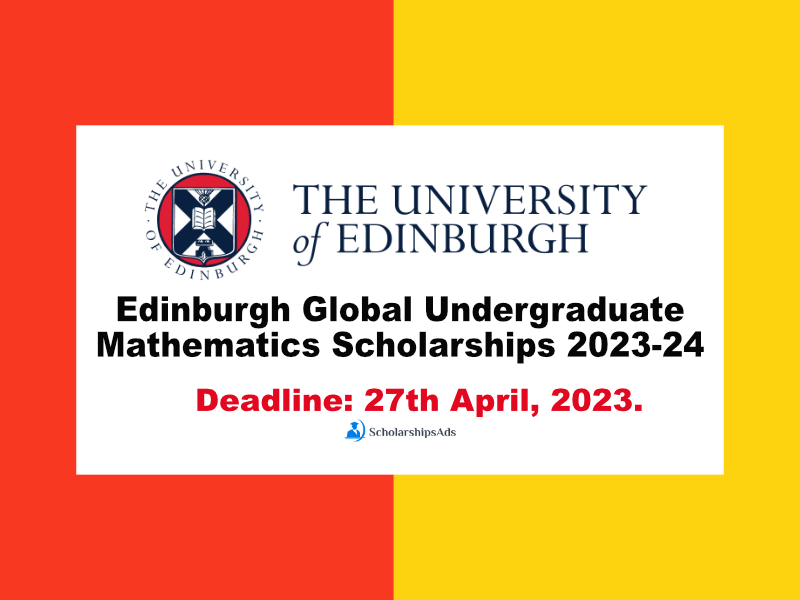 · THE UNIVERSITY ·
OF EDINBURGH
THE UNIVERSITY
of EDINBURGH
Edinburgh Global Undergraduate
Mathematics Scholarships 2023-24
Deadline: 27th April, 2023.
ScholarshipsAds